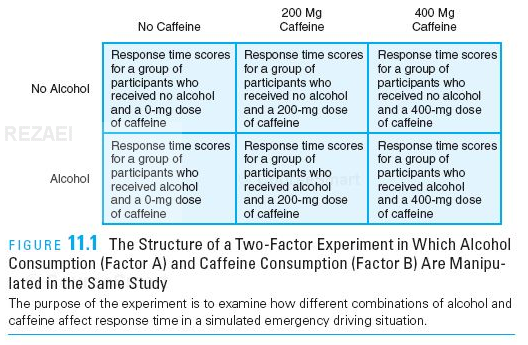 200 Mg
400 Mg
No Caffeine
Caffeine
Caffeine
No Alcohol
Response time scores
for a group of
participants who
received no alcohol
and a 0-mg dose
of caffeine
Response time scores
for a group of
participants who
received no alcohol
and a 200-mg dose
of caffeine
Response time scores
for a group of
participants who
received no alcohol
and a 400-mg dose
of caffeine
REZAEI
Alcohol
Response time scores
for a group of
participants who
received alcohol
and a 0-mg dose
of caffeine
Response time scores
for a group of
participants who
received alcohol
and a 200-mg dose
of caffeine
Response time scores
for a group of
participants who
received alcohol
and a 400-mg dose
of caffeine
FIGURE 11.1 The Structure of a Two-Factor Experiment in Which Alcohol
Consumption (Factor A) and Caffeine Consumption (Factor B) Are Manipu-
lated in the Same Study
The purpose of the experiment is to examine how different combinations of alcohol and
caffeine affect response time in a simulated emergency driving situation.